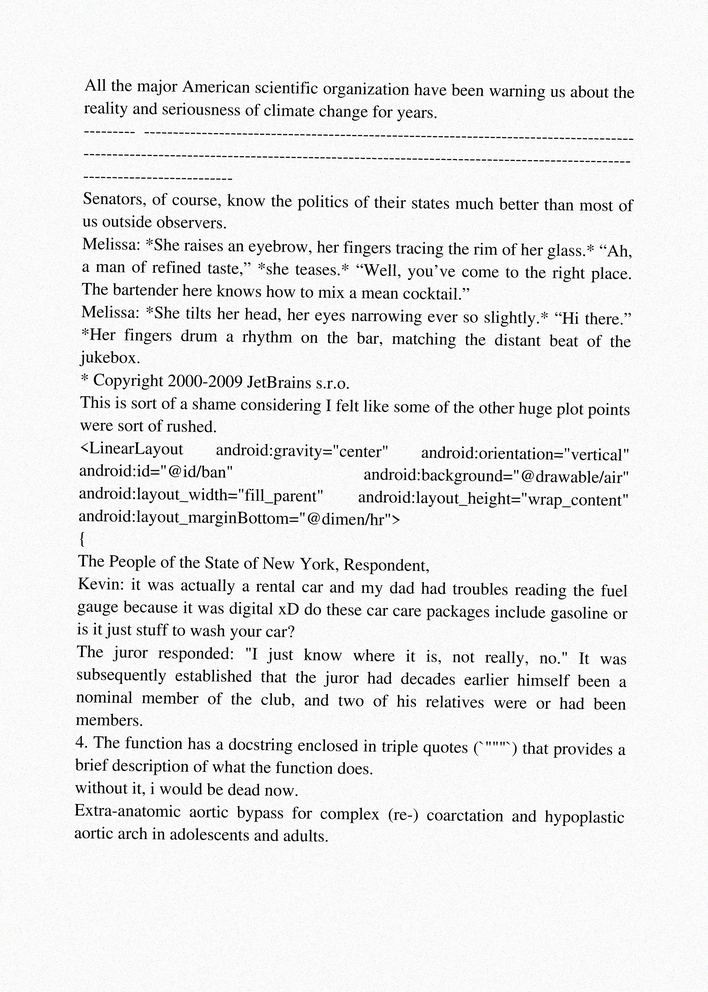 All the major American scientific organization have been warning us about the
reality and seriousness of climate change for years.
--------- -------------------------------------------------------------------------------------
-----------------------------------------------------------------------------------------------
--------------------------
Senators, of course, know the politics of their states much better than most of
us outside observers.
Melissa: *She raises an eyebrow, her fingers tracing the rim of her glass.* “Ah,
a man of refined taste,” *she teases.* “Well, you’ve come to the right place.
The bartender here knows how to mix a mean cocktail.”
Melissa: *She tilts her head, her eyes narrowing ever so slightly.* “Hi there.”
*Her fingers drum a rhythm on the bar, matching the distant beat of the
jukebox.
* Copyright 2000-2009 JetBrains s.r.o.
This is sort of a shame considering I felt like some of the other huge plot points
were sort of rushed.
<LinearLayout android:gravity="center" android:orientation="vertical"
android:id="@id/ban" android:background="@drawable/air"
android:layout_width="fill_parent" android:layout_height="wrap_content"
android:layout_marginBottom="@dimen/hr">
{
The People of the State of New York, Respondent,
Kevin: it was actually a rental car and my dad had troubles reading the fuel
gauge because it was digital xD do these car care packages include gasoline or
is it just stuff to wash your car?
The juror responded: "I just know where it is, not really, no." It was
subsequently established that the juror had decades earlier himself been a
nominal member of the club, and two of his relatives were or had been
members.
4. The function has a docstring enclosed in triple quotes (`"""`) that provides a
brief description of what the function does.
without it, i would be dead now.
Extra-anatomic aortic bypass for complex (re-) coarctation and hypoplastic
aortic arch in adolescents and adults.